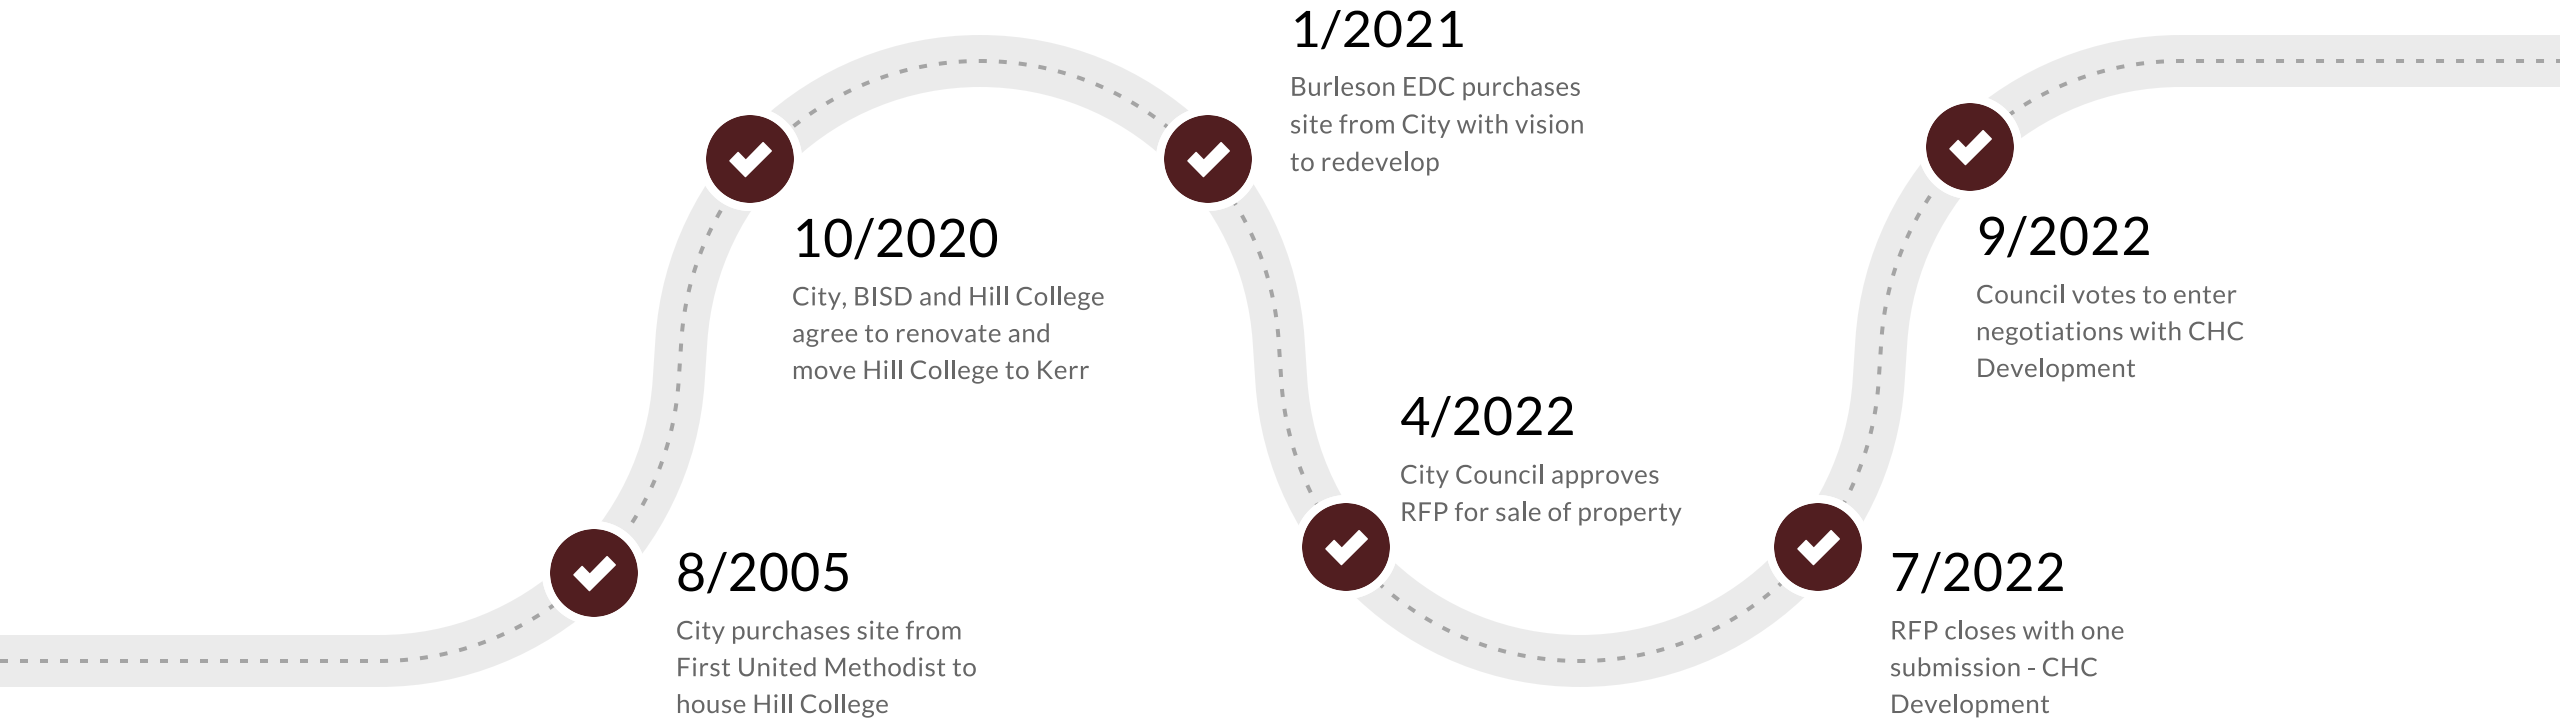 8/2005
City purchases site from
First United Methodist to
house Hill College
10/2020
City, BISD and Hill College
agree to renovate and
move Hill College to Kerr
1/2021
Burleson EDC purchases
site from City with vision
to redevelop
4/2022
City Council approves
RFP for sale of property
7/2022
RFP closes with one
submission - CHC
Development
9/2022
Council votes to enter
negotiations with CHC
Development